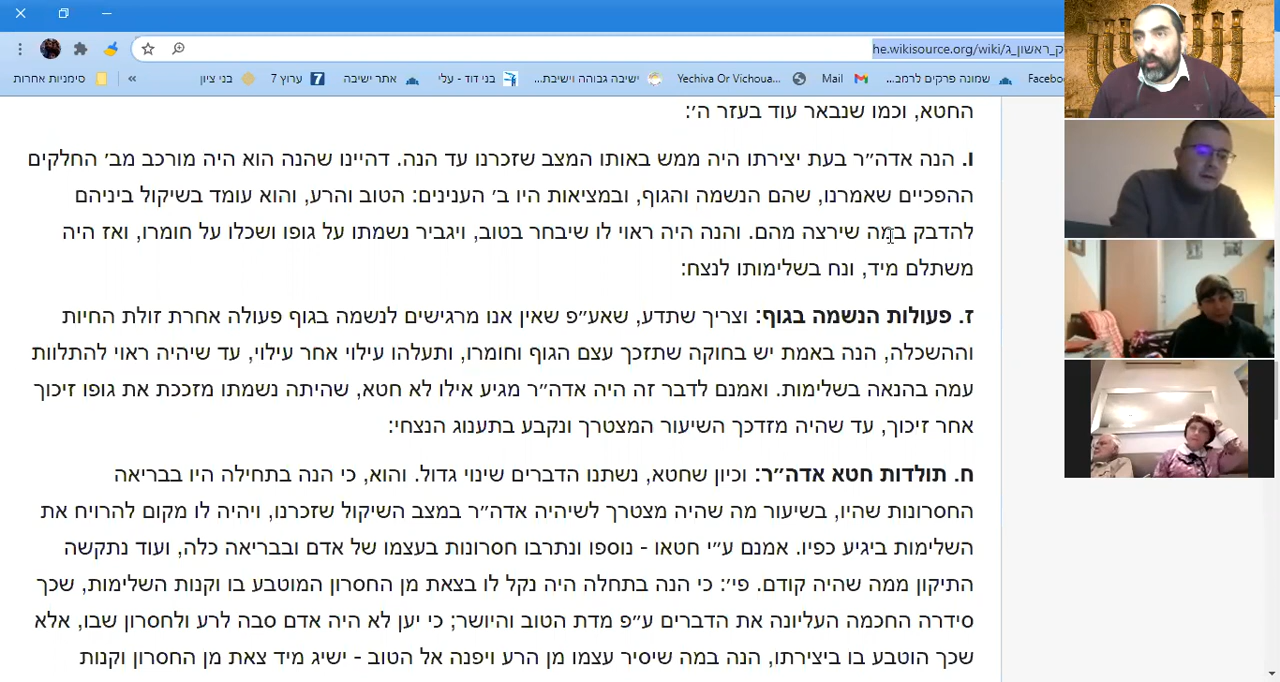 he.wikisource.org/wiki/ק_ראשון_ג
סימניות אחרות
בני ציון
ערוץ 7
אתר ישיבה
בני דוד - עלי
ישיבה גבוהה וישיבת...
Yechiva Or Vichoua...
Mail
שמונה פרקים לרמב...
Faceboo
החטא, וכמו שנבאר עוד בעזר ה׳:
ו. הנה אדה״ר בעת יצירתו היה ממש באותו המצב שזכרנו עד הנה. דהיינו שהנה הוא היה מורכב מב׳ החלקים
ההפכיים שאמרנו, שהם הנשמה והגוף, ובמציאות היו ב׳ הענינים: הטוב והרע, והוא עומד בשיקול ביניהם
להדבק במה שירצה מהם. והנה היה ראוי לו שיבחר בטוב, ויגביר נשמתו על גופו ושכלו על חומרו, ואז היה
משתלם מיד, ונח בשלימותו לנצח:
ז. פעולות הנשמה בגוף: וצריך שתדע, שאע״פ שאין אנו מרגישים לנשמה בגוף פעולה אחרת זולת החיות
וההשכלה, הנה באמת יש בחוקה שתזכך עצם הגוף וחומרו, ותעלהו עילוי אחר עילוי, עד שיהיה ראוי להתלוות
עמה בהנאה בשלימות. ואמנם לדבר זה היה אדה״ר מגיע אילו לא חטא, שהיתה נשמתו מזככת את גופו זיכוך
אחר זיכוך, עד שהיה מזדכך השיעור המצטרך ונקבע בתענוג הנצחי:
ח. תולדות חטא אדה״ר: וכיון שחטא, נשתנו הדברים שינוי גדול. והוא, כי הנה בתחילה היו בבריאה
החסרונות שהיו, בשיעור מה שהיה מצטרך לשיהיה אדה״ר במצב השיקול שזכרנו, ויהיה לו מקום להרויח את
השלימות ביגיע כפיו. אמנם ע״י חטאו - נוספו ונתרבו חסרונות בעצמו של אדם ובבריאה כלה, ועוד נתקשה
התיקון ממה שהיה קודם. פי׳: כי הנה בתחלה היה נקל לו בצאת מן החסרון המוטבע בו וקנות השלימות, שכך
סידרה החכמה העליונה את הדברים ע״פ מדת הטוב והיושר; כי יען לא היה אדם סבה לרע ולחסרון שבו, אלא
שכך הוטבע בו ביצירתו, הנה במה שיסיר עצמו מן הרע ויפנה אל הטוב - ישיג מיד צאת מן החסרון וקנות